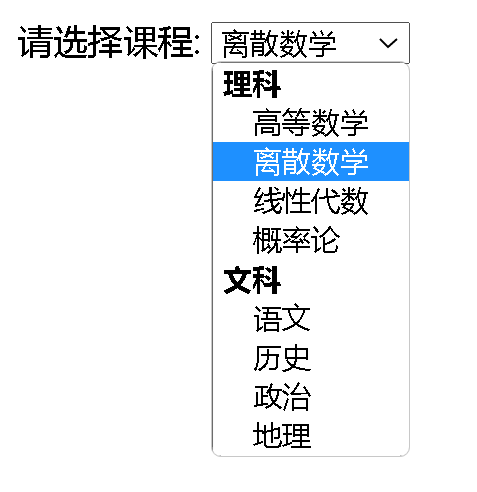 请选择课程: 离散数学
理科
高等数学
离散数学
线性代数
概率论
文科
语文
历史
政治
地理